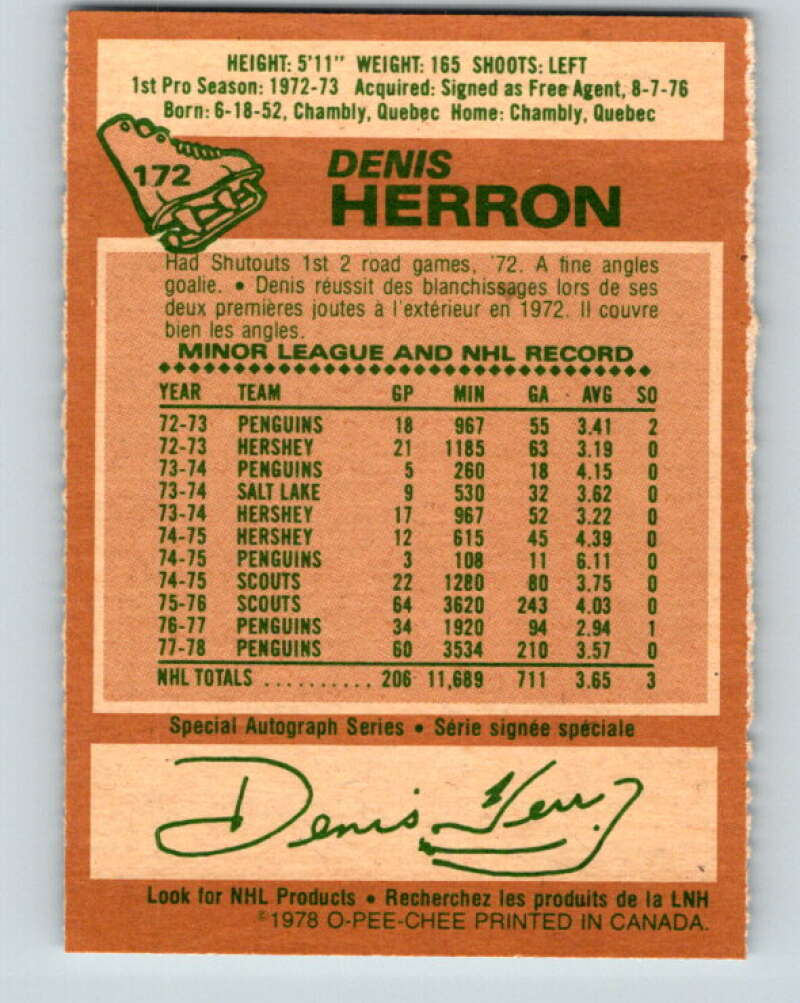 HEIGHT: 5'11" WEIGHT: 165 SHOOTS: LEFT
1st Pro Season: 1972-73 Acquired: Signed as Free Agent, 8-7-76
Born: 6-18-52, Chambly, Quebec Home: Chambly, Quebec
172
DENIS
HERRON
Had Shutouts 1st 2 road games, '72. A fine angles
goalie. • Denis réussit des blanchissages lors de ses
deux premières joutes à l'extérieur en 1972. Il couvre
bien les angles.
MINOR LEAGUE AND NHL RECORD
YEAR TEAM GP MIN GA AVG SO
72-73 PENGUINS 18 967 55 3.41 2
72-73 HERSHEY 21 1185 63 3.19 0
73-74 PENGUINS 5 260 18 4.15 0
73-74 SALT LAKE 9 530 32 3.62 0
73-74 HERSHEY 17 967 52 3.22 0
74-75 HERSHEY 12 615 45 4.39 0
74-75 PENGUINS 3 108 11 6.11 0
74-75 SCOUTS 22 1280 80 3.75 0
75-76 SCOUTS 64 3620 243 4.03 0
76-77 PENGUINS 34 1920 94 2.94 1
77-78 PENGUINS 60 3534 210 3.57 0
NHL TOTALS .......... 206 11,689 711 3.65 3
Special Autograph Series • Série signée spéciale
Denis Herron
Look for NHL Products • Recherchez les produits de la LNH
©1978 O-PEE-CHEE PRINTED IN CANADA.